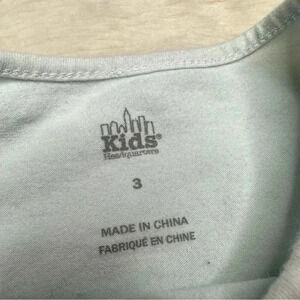 Kids®
Headquarters
3
MADE IN CHINA
FABRIQUÉ EN CHINE